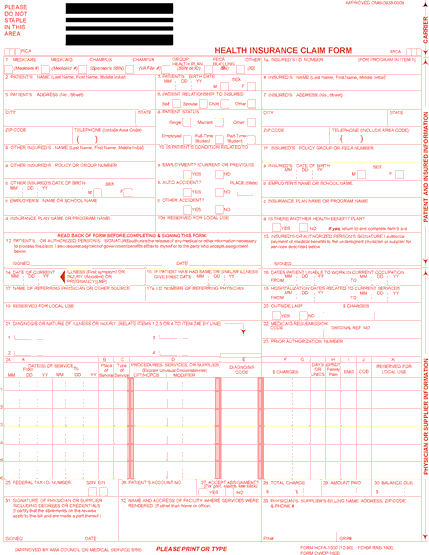 APPROVED OMB-0938-0008
PLEASE
DO NOT
STAPLE
IN THIS
AREA
CARRIER
PICA
HEALTH INSURANCE CLAIM FORM
PICA
1. MEDICARE MEDICAID CHAMPUS CHAMPVA GROUP HEALTH PLAN FECA BLK LUNG OTHER
1a. INSURED'S I.D. NUMBER (FOR PROGRAM IN ITEM 1)
(Medicare #) (Medicaid #) (Sponsor's SSN) (VA File #) (SSN or ID) (SSN) (ID)
2. PATIENT'S NAME (Last Name, First Name, Middle Initial)
3. PATIENT'S BIRTH DATE
MM DD YY
SEX
M F
4. INSURED'S NAME (Last Name, First Name, Middle Initial)
5. PATIENT'S ADDRESS (No., Street)
6. PATIENT RELATIONSHIP TO INSURED
Self Spouse Child Other
7. INSURED'S ADDRESS (No., Street)
CITY STATE
8. PATIENT STATUS
Single Married Other
CITY STATE
ZIP CODE TELEPHONE (Include Area Code)
Employed Full-Time Student Part-Time Student
ZIP CODE TELEPHONE (INCLUDE AREA CODE)
9. OTHER INSURED'S NAME (Last Name, First Name, Middle Initial)
10. IS PATIENT'S CONDITION RELATED TO:
11. INSURED'S POLICY GROUP OR FECA NUMBER
a. OTHER INSURED'S POLICY OR GROUP NUMBER
a. EMPLOYMENT? (CURRENT OR PREVIOUS)
YES NO
a. INSURED'S DATE OF BIRTH
MM DD YY
SEX
M F
b. OTHER INSURED'S DATE OF BIRTH
MM DD YY
SEX
M F
b. AUTO ACCIDENT? PLACE (State)
YES NO
b. EMPLOYER'S NAME OR SCHOOL NAME
c. EMPLOYER'S NAME OR SCHOOL NAME
c. OTHER ACCIDENT?
YES NO
c. INSURANCE PLAN NAME OR PROGRAM NAME
d. INSURANCE PLAN NAME OR PROGRAM NAME
10d. RESERVED FOR LOCAL USE
d. IS THERE ANOTHER HEALTH BENEFIT PLAN?
YES NO If yes, return to and complete item 9 a-d.
PATIENT AND INSURED INFORMATION
READ BACK OF FORM BEFORE COMPLETING & SIGNING THIS FORM.
12. PATIENT'S OR AUTHORIZED PERSON'S SIGNATURE I authorize the release of any medical or other information necessary
to process this claim. I also request payment of government benefits either to myself or to the party who accepts assignment
below.
SIGNED DATE
13. INSURED'S OR AUTHORIZED PERSON'S SIGNATURE I authorize
payment of medical benefits to the undersigned physician or supplier for
services described below.
SIGNED
14. DATE OF CURRENT:
MM DD YY
ILLNESS (First symptom) OR
INJURY (Accident) OR
PREGNANCY (LMP)
15. IF PATIENT HAS HAD SAME OR SIMILAR ILLNESS.
GIVE FIRST DATE MM DD YY
16. DATES PATIENT UNABLE TO WORK IN CURRENT OCCUPATION
MM DD YY MM DD YY
FROM TO
17. NAME OF REFERRING PHYSICIAN OR OTHER SOURCE
17a. I.D. NUMBER OF REFERRING PHYSICIAN
18. HOSPITALIZATION DATES RELATED TO CURRENT SERVICES
MM DD YY MM DD YY
FROM TO
19. RESERVED FOR LOCAL USE
20. OUTSIDE LAB? $ CHARGES
YES NO
21. DIAGNOSIS OR NATURE OF ILLNESS OR INJURY. (RELATE ITEMS 1,2,3 OR 4 TO ITEM 24E BY LINE)
1. 3.
2. 4.
22. MEDICAID RESUBMISSION
CODE ORIGINAL REF. NO.
23. PRIOR AUTHORIZATION NUMBER
24. A B C D E F G H I J K
DATE(S) OF SERVICE
From To
MM DD YY MM DD YY
Place of Service
Type of Service
PROCEDURES, SERVICES, OR SUPPLIES
(Explain Unusual Circumstances)
CPT/HCPCS MODIFIER
DIAGNOSIS
CODE
$ CHARGES
DAYS OR UNITS
EPSDT Family Plan
EMG
COB
RESERVED FOR
LOCAL USE
1
2
3
4
5
6
PHYSICIAN OR SUPPLIER INFORMATION
25. FEDERAL TAX I.D. NUMBER SSN EIN
26. PATIENT'S ACCOUNT NO.
27. ACCEPT ASSIGNMENT?
(For govt. claims, see back)
YES NO
28. TOTAL CHARGE
$
29. AMOUNT PAID
$
30. BALANCE DUE
$
31. SIGNATURE OF PHYSICIAN OR SUPPLIER
INCLUDING DEGREES OR CREDENTIALS
(I certify that the statements on the reverse
apply to this bill and are made a part thereof.)
SIGNED DATE
32. NAME AND ADDRESS OF FACILITY WHERE SERVICES WERE
RENDERED (If other than home or office)
33. PHYSICIAN'S, SUPPLIER'S BILLING NAME, ADDRESS, ZIP CODE
& PHONE #
PIN# GRP#
(APPROVED BY AMA COUNCIL ON MEDICAL SERVICE 8/88)
PLEASE PRINT OR TYPE
FORM HCFA-1500 (12-90), FORM RRB-1500,
FORM OWCP-1500